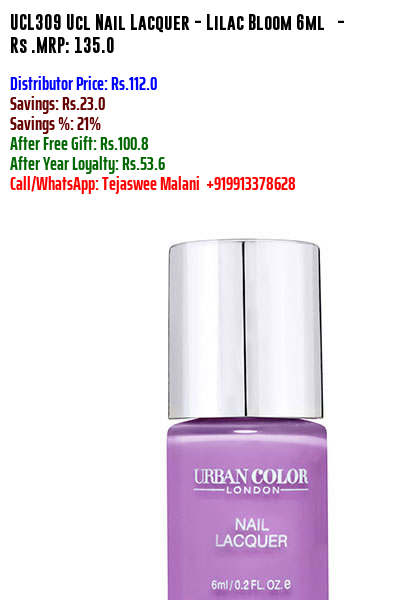 UCL309 Ucl Nail Lacquer - Lilac Bloom 6ml -
Rs .MRP: 135.0
Distributor Price: Rs.112.0
Savings: Rs.23.0
Savings %: 21%
After Free Gift: Rs.100.8
After Year Loyalty: Rs.53.6
Call/WhatsApp: Tejaswee Malani +919913378628
URBAN COLOR
LONDON
NAIL
LACQUER
6ml/0.2 FL. OZ. e